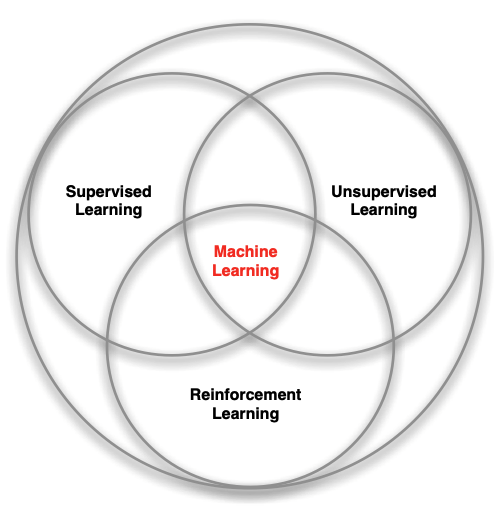 Supervised
Learning
Unsupervised
Learning
Machine
Learning
Reinforcement
Learning